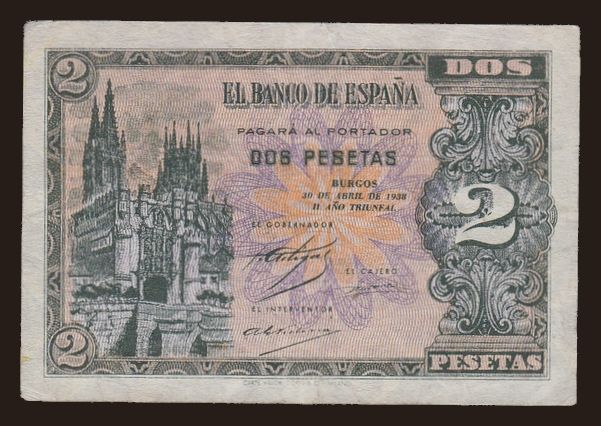 2
DOS
EL BANCO DE ESPAÑA
PAGARÁ AL PORTADOR
DOS PESETAS
BURGOS
30 DE ABRIL DE 1938
II AÑO TRIUNFAL
EL GOBERNADOR
2
EL CAJERO
EL INTERVENTOR
2
PESETAS